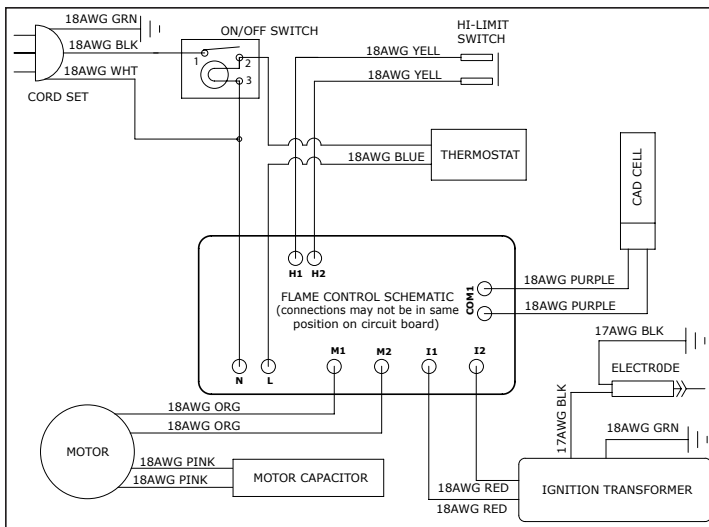 18AWG GRN
18AWG BLK
18AWG WHT
CORD SET
ON/OFF SWITCH
1
2
3
HI-LIMIT
SWITCH
18AWG YELL
18AWG YELL
THERMOSTAT
18AWG BLUE
CAD CELL
H1
H2
FLAME CONTROL SCHEMATIC
(connections may not be in same
position on circuit board)
COM1
18AWG PURPLE
18AWG PURPLE
N
L
M1
M2
I1
I2
17AWG BLK
ELECTR0DE
17AWG BLK
18AWG GRN
18AWG ORG
18AWG ORG
MOTOR
18AWG PINK
18AWG PINK
MOTOR CAPACITOR
18AWG RED
18AWG RED
IGNITION TRANSFORMER